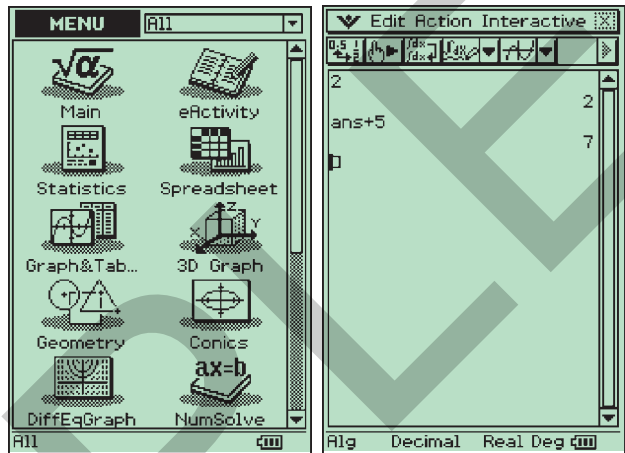 MENU All
√α
Main eActivity
Statistics Spreadsheet
Z
X Y
Graph&Tab... 3D Graph
Geometry Conics
ax=b
DiffEqGraph NumSolve
All
Edit Action Interactive
2
2
ans+5
7
Alg Decimal Real Deg